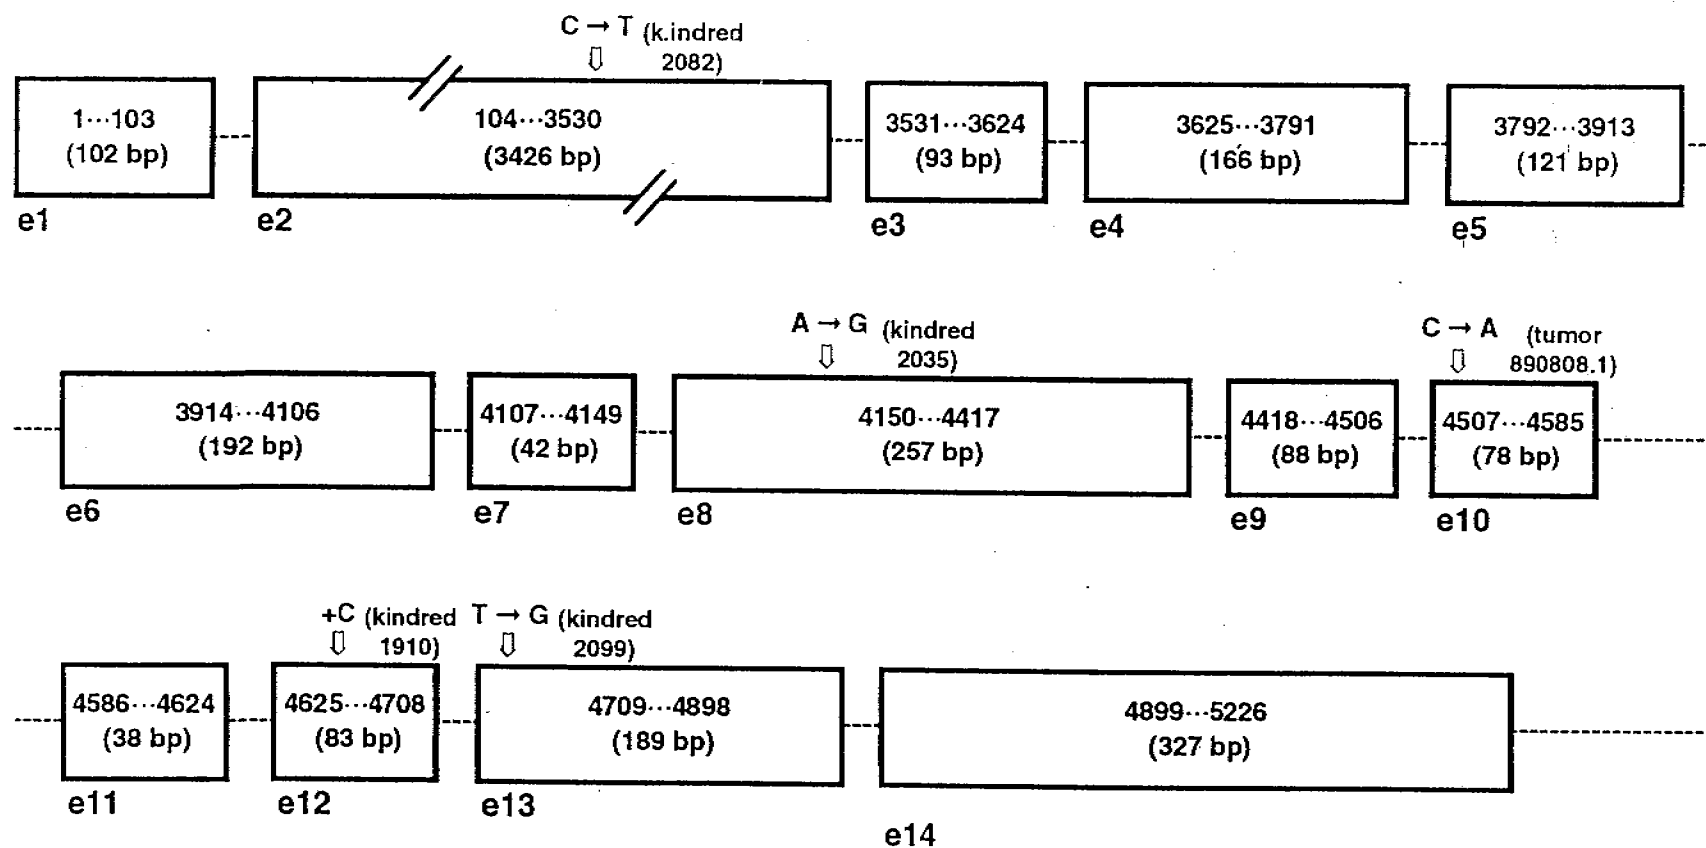 C → T (k.indred
2082)
1···103
(102 bp)
e1
104···3530
(3426 bp)
e2
3531···3624
(93 bp)
e3
3625···3791
(166 bp)
e4
3792···3913
(121 bp)
e5
3914···4106
(192 bp)
e6
4107···4149
(42 bp)
e7
A → G (kindred
2035)
4150···4417
(257 bp)
e8
4418···4506
(88 bp)
e9
C → A (tumor
890808.1)
4507···4585
(78 bp)
e10
4586···4624
(38 bp)
e11
+C (kindred
1910)
4625···4708
(83 bp)
e12
T → G (kindred
2099)
4709···4898
(189 bp)
e13
4899···5226
(327 bp)
e14